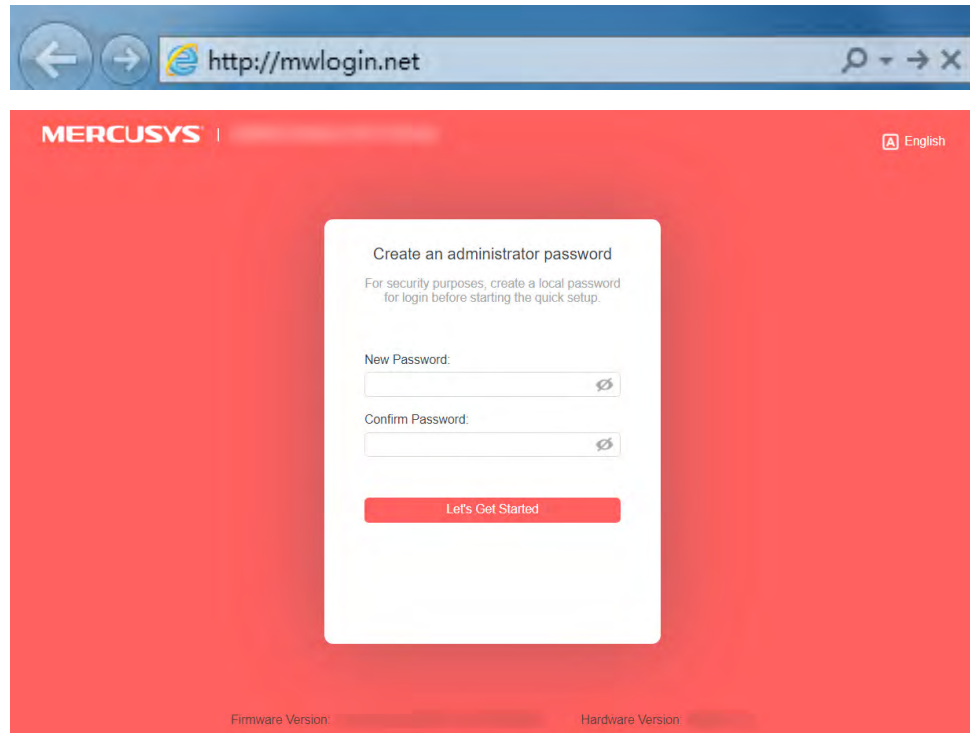 http://mwlogin.net
MERCUSYS |
A English
Create an administrator password
For security purposes, create a local password
for login before starting the quick setup.
New Password:
Confirm Password:
Let's Get Started
Firmware Version: Hardware Version